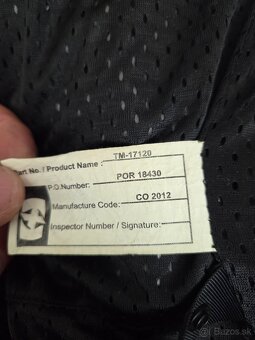 Part No. / Product Name : TM-17120
P.O.Number: POR 18430
Manufacture Code: CO 2012
Inspector Number / Signature:
Bazos.sk